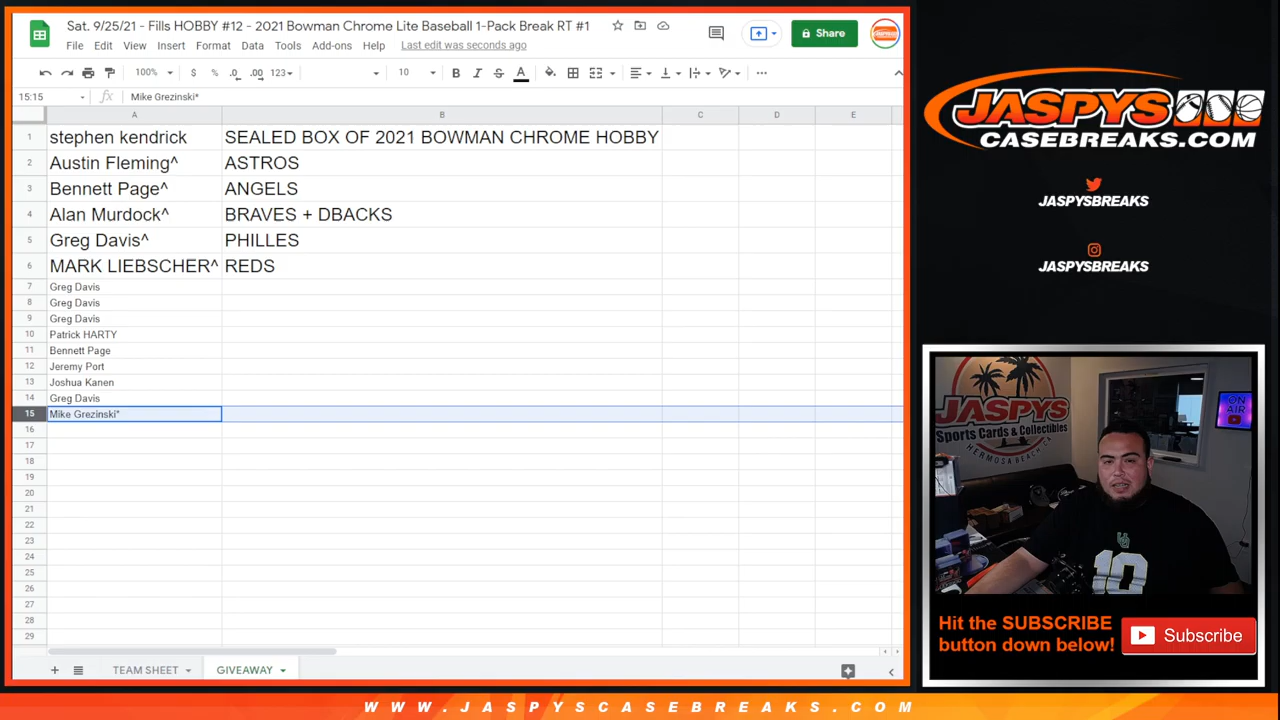 Sat. 9/25/21 - Fills HOBBY #12 - 2021 Bowman Chrome Lite Baseball 1-Pack Break RT #1
File Edit View Insert Format Data Tools Add-ons Help Last edit was seconds ago
Share
100% $ % .0 .00 123 10 B I S A
15:15 fx Mike Grezinski*
A B C D E
1 stephen kendrick SEALED BOX OF 2021 BOWMAN CHROME HOBBY
2 Austin Fleming^ ASTROS
3 Bennett Page^ ANGELS
4 Alan Murdock^ BRAVES + DBACKS
5 Greg Davis^ PHILLES
6 MARK LIEBSCHER^ REDS
7 Greg Davis
8 Greg Davis
9 Greg Davis
10 Patrick HARTY
11 Bennett Page
12 Jeremy Port
13 Joshua Kanen
14 Greg Davis
15 Mike Grezinski*
16
17
18
19
20
21
22
23
24
25
26
27
28
29
TEAM SHEET GIVEAWAY
JASPYS
CASEBREAKS.COM
JASPYSBREAKS
JASPYSBREAKS
JASPYS
Sports Cards & Collectibles
HERMOSA BEACH CA
ON AIR
10
Hit the SUBSCRIBE
button down below!
Subscribe
WWW.JASPYSCASEBREAKS.COM